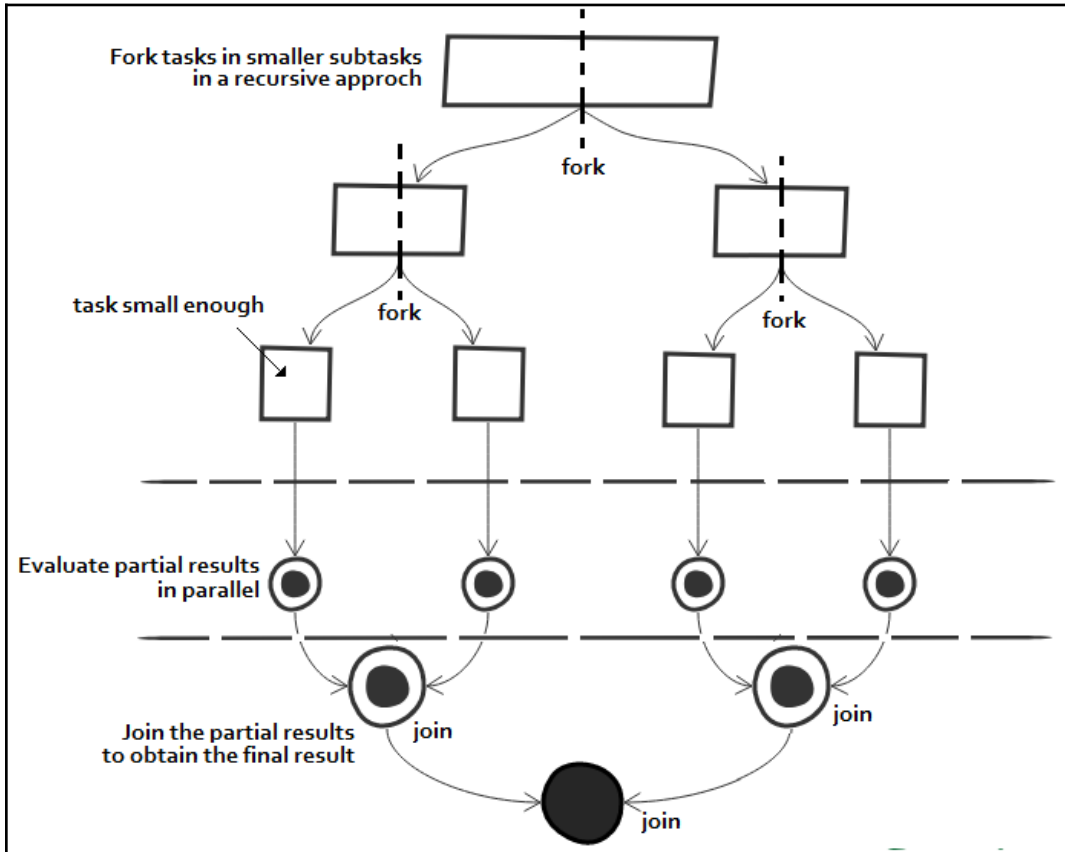 Fork tasks in smaller subtasks
in a recursive approch
fork
task small enough
fork
fork
Evaluate partial results
in parallel
Join the partial results
to obtain the final result
join
join
join